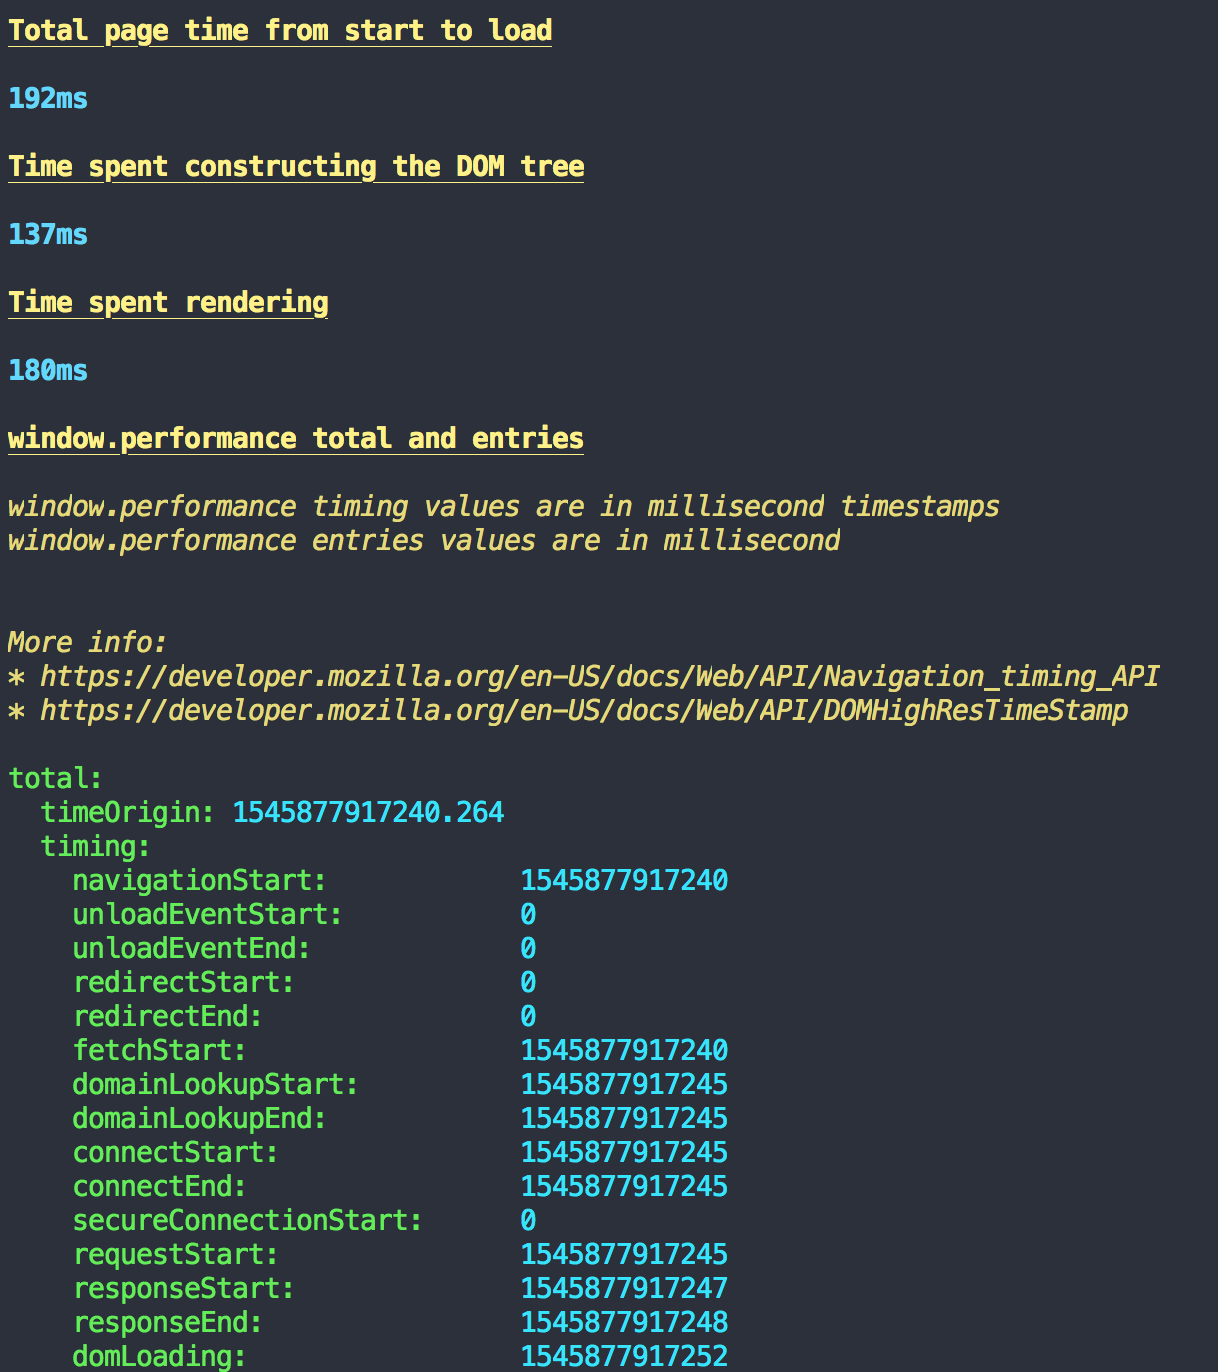 Total page time from start to load
192ms
Time spent constructing the DOM tree
137ms
Time spent rendering
180ms
window.performance total and entries
window.performance timing values are in millisecond timestamps
window.performance entries values are in millisecond
More info:
* https://developer.mozilla.org/en-US/docs/Web/API/Navigation_timing_API
* https://developer.mozilla.org/en-US/docs/Web/API/DOMHighResTimeStamp
total:
timeOrigin: 1545877917240.264
timing:
navigationStart: 1545877917240
unloadEventStart: 0
unloadEventEnd: 0
redirectStart: 0
redirectEnd: 0
fetchStart: 1545877917240
domainLookupStart: 1545877917245
domainLookupEnd: 1545877917245
connectStart: 1545877917245
connectEnd: 1545877917245
secureConnectionStart: 0
requestStart: 1545877917245
responseStart: 1545877917247
responseEnd: 1545877917248
domLoading: 1545877917252